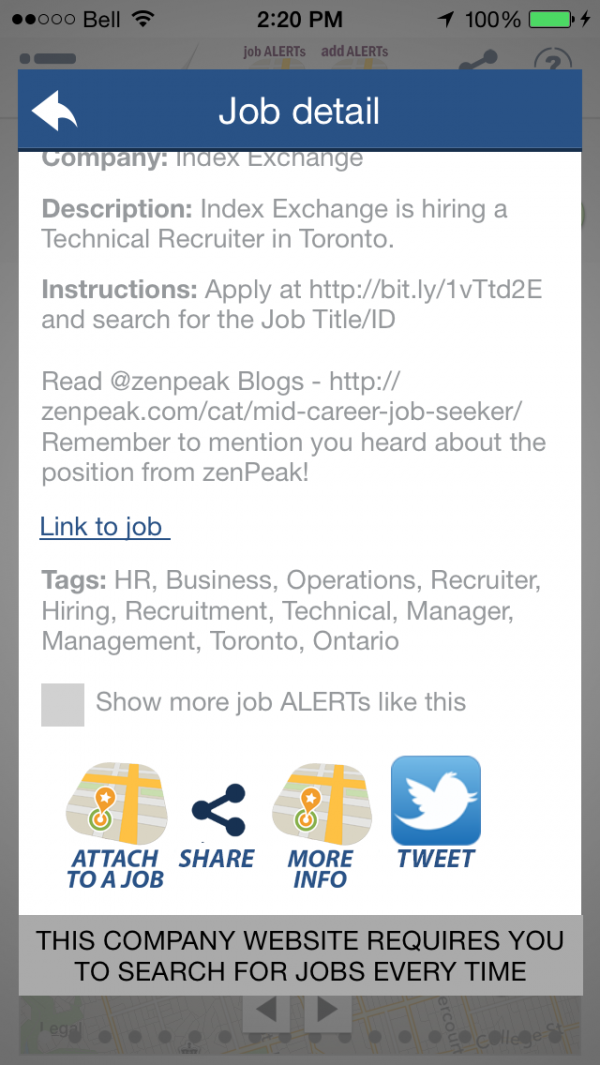 Bell 2:20 PM 100%
job ALERTs add ALERTs
?
Job detail
Company: Index Exchange
Description: Index Exchange is hiring a
Technical Recruiter in Toronto.
Instructions: Apply at http://bit.ly/1vTtd2E
and search for the Job Title/ID
Read @zenpeak Blogs - http://
zenpeak.com/cat/mid-career-job-seeker/
Remember to mention you heard about the
position from zenPeak!
Link to job
Tags: HR, Business, Operations, Recruiter,
Hiring, Recruitment, Technical, Manager,
Management, Toronto, Ontario
Show more job ALERTs like this
ATTACH
TO A JOB
SHARE
MORE
INFO
TWEET
THIS COMPANY WEBSITE REQUIRES YOU
TO SEARCH FOR JOBS EVERY TIME
Legal
College St